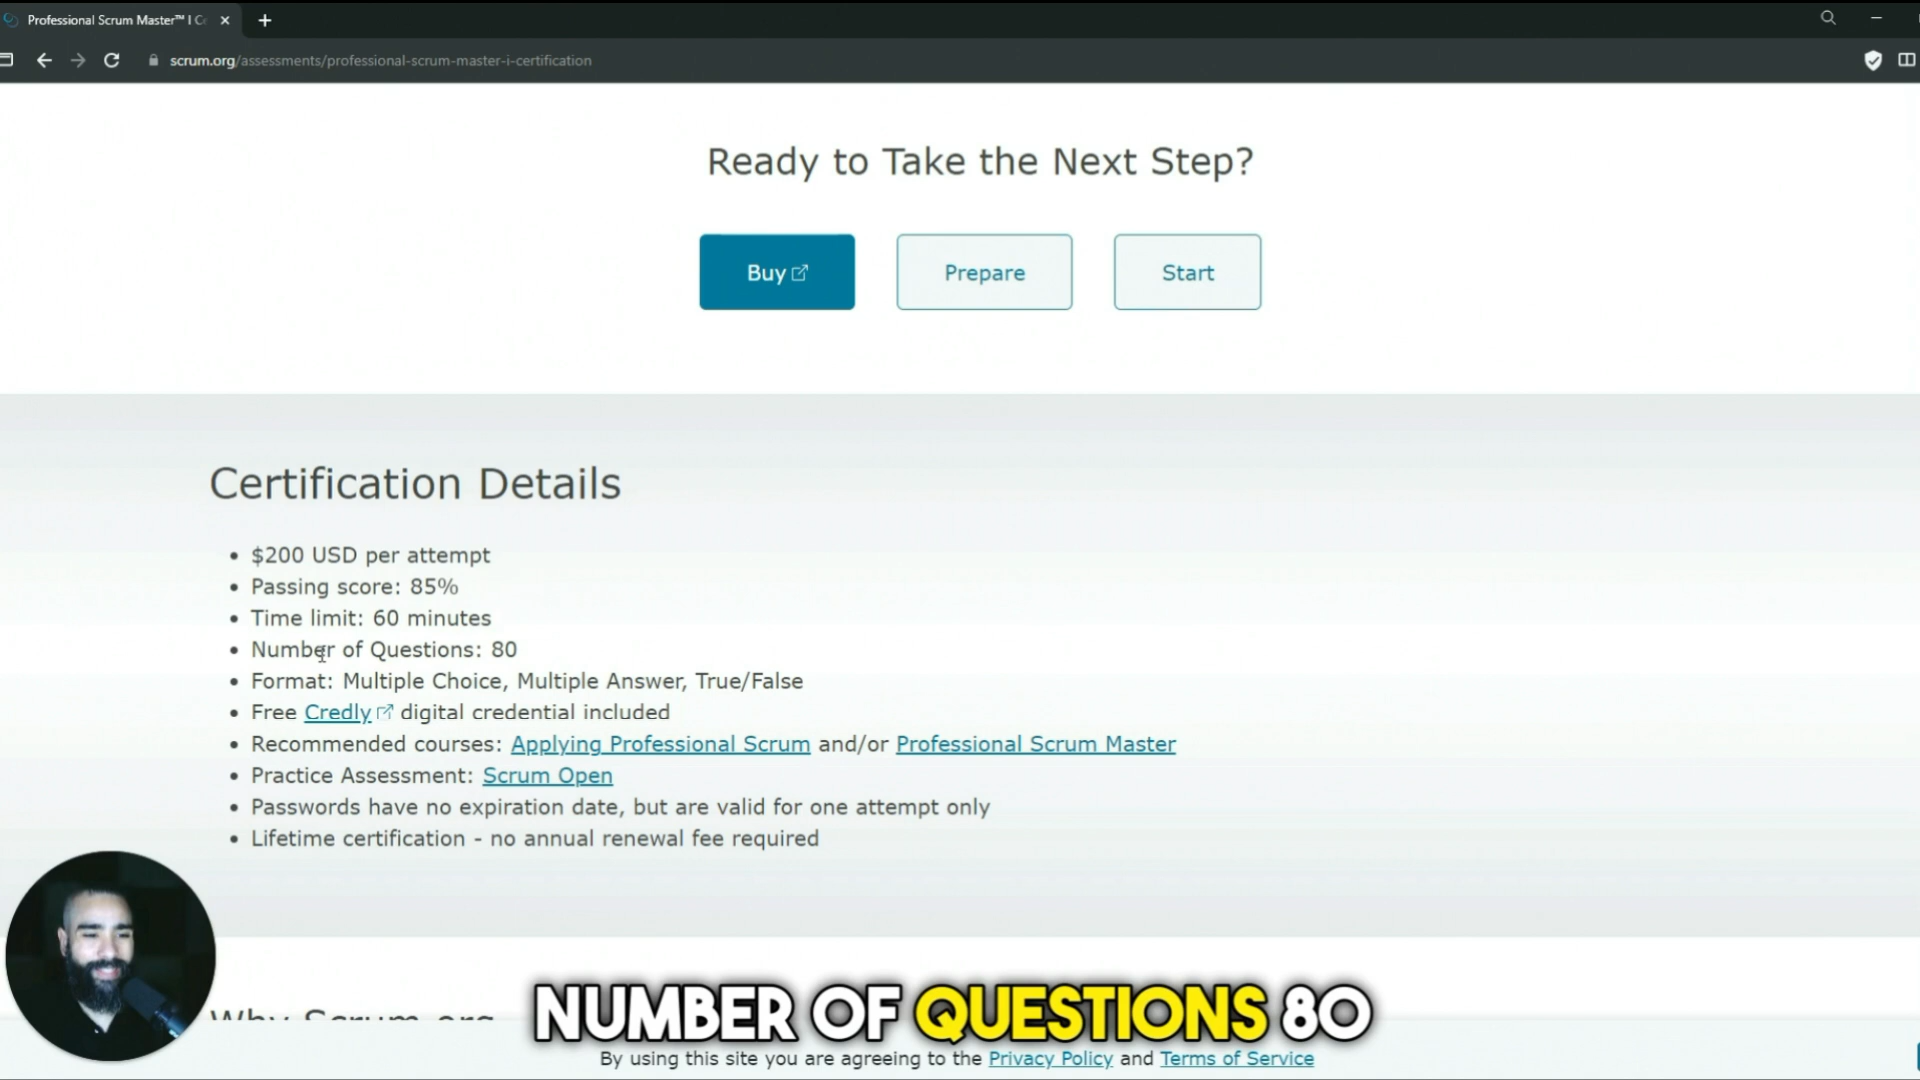 Professional Scrum Master™ I C
scrum.org/assessments/professional-scrum-master-i-certification
Ready to Take the Next Step?
Buy
Prepare
Start
Certification Details
• $200 USD per attempt
• Passing score: 85%
• Time limit: 60 minutes
• Number of Questions: 80
• Format: Multiple Choice, Multiple Answer, True/False
• Free Credly digital credential included
• Recommended courses: Applying Professional Scrum and/or Professional Scrum Master
• Practice Assessment: Scrum Open
• Passwords have no expiration date, but are valid for one attempt only
• Lifetime certification - no annual renewal fee required
Why Scrum.org
NUMBER OF QUESTIONS 80
By using this site you are agreeing to the Privacy Policy and Terms of Service